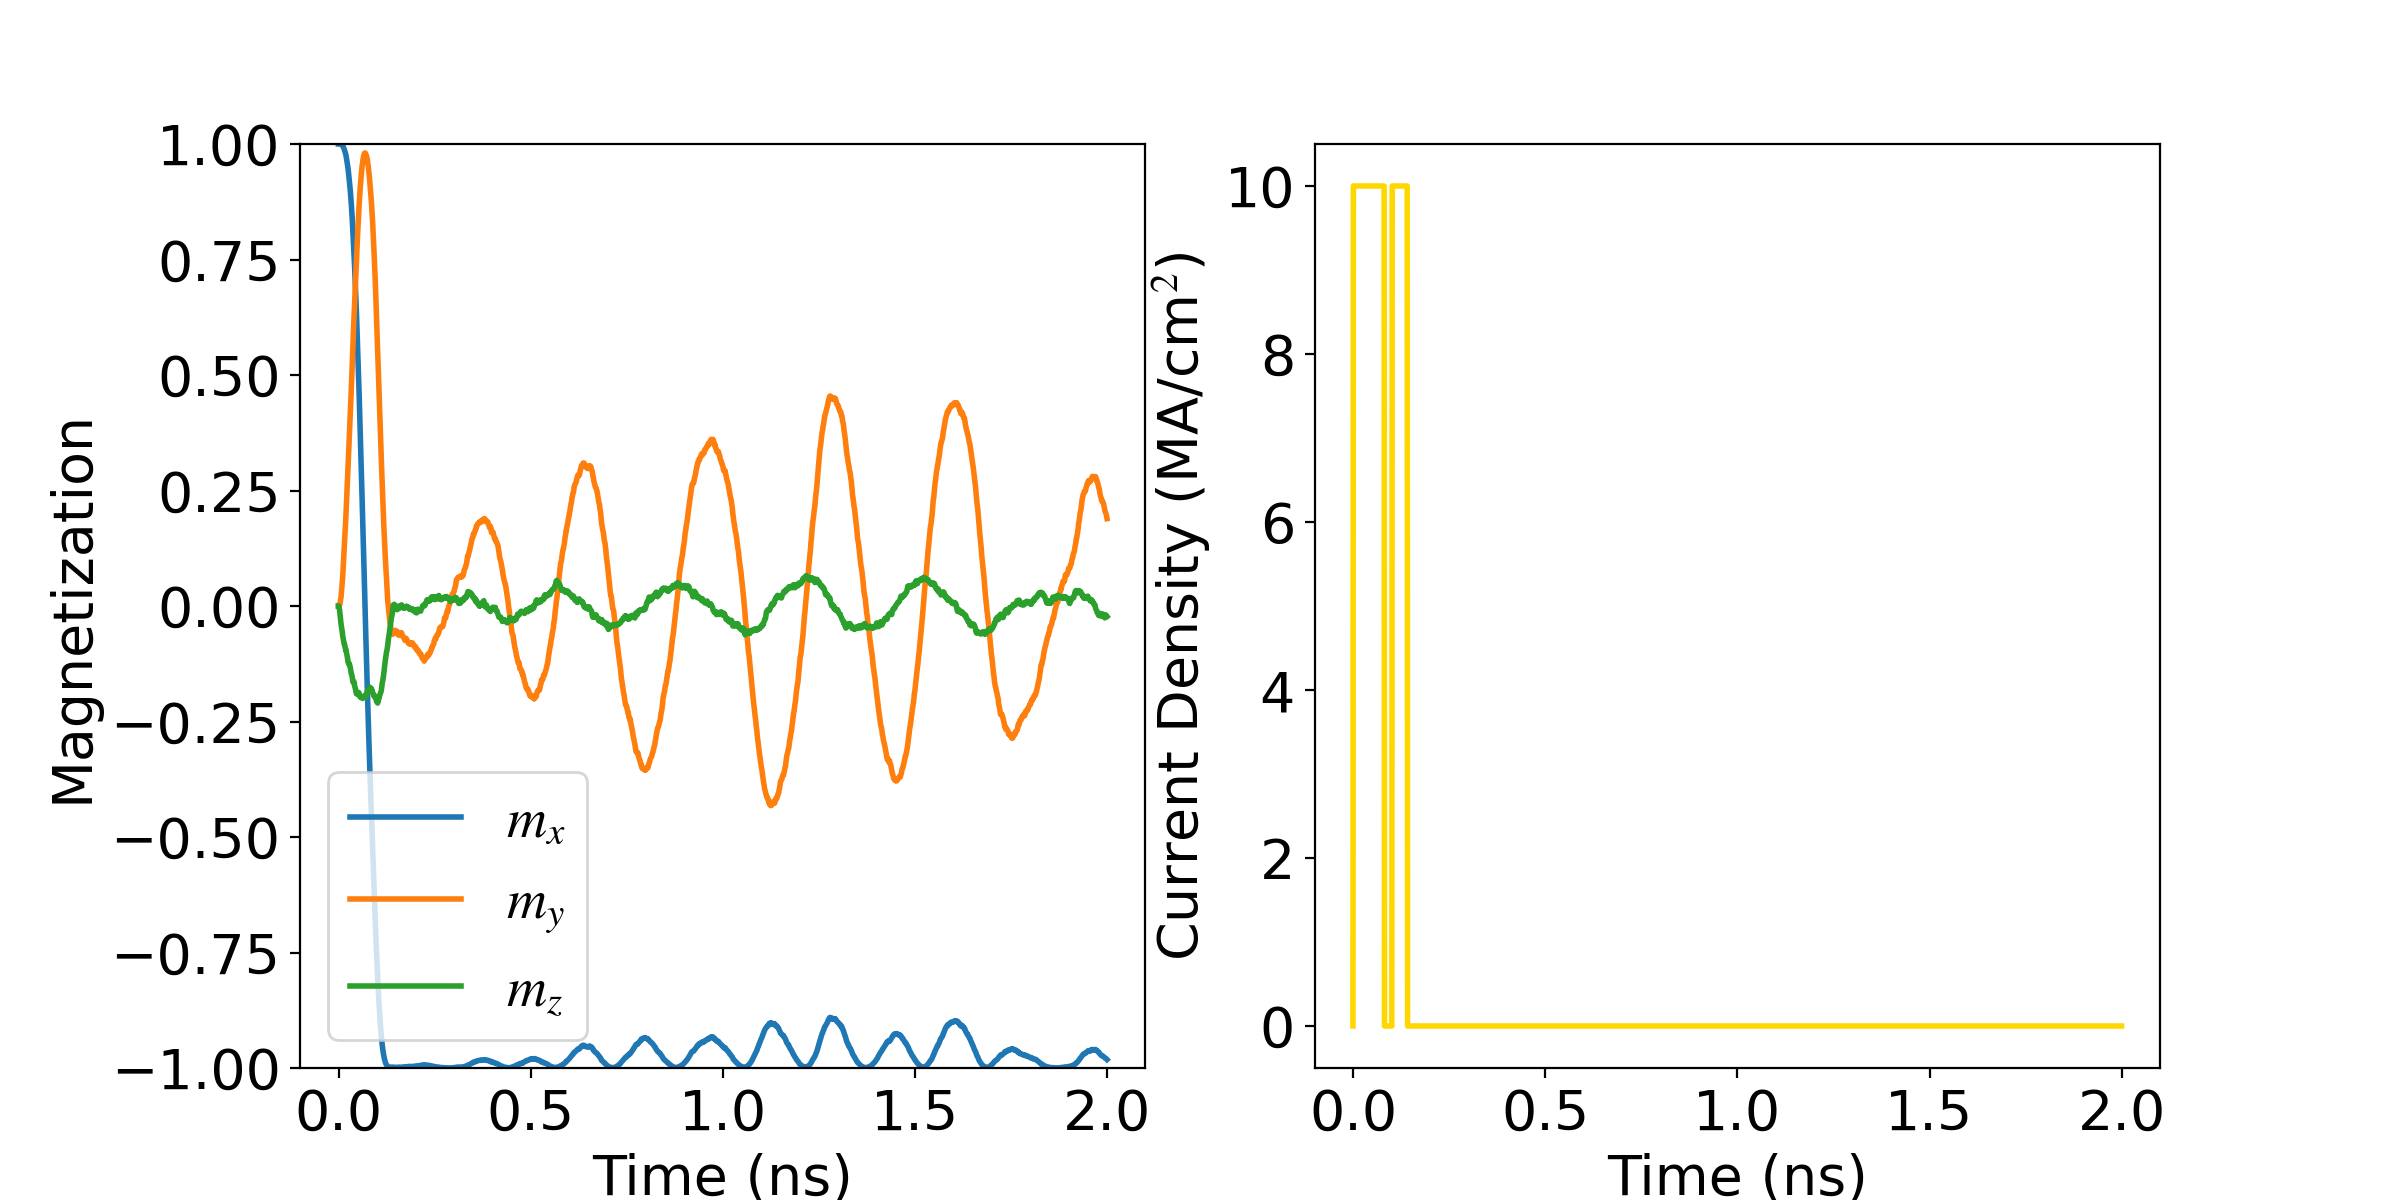 Magnetization
1.00
0.75
0.50
0.25
0.00
−0.25
−0.50
−0.75
−1.00
0.0 0.5 1.0 1.5 2.0
Time (ns)
m_x
m_y
m_z
Current Density (MA/cm²)
10
8
6
4
2
0
0.0 0.5 1.0 1.5 2.0
Time (ns)